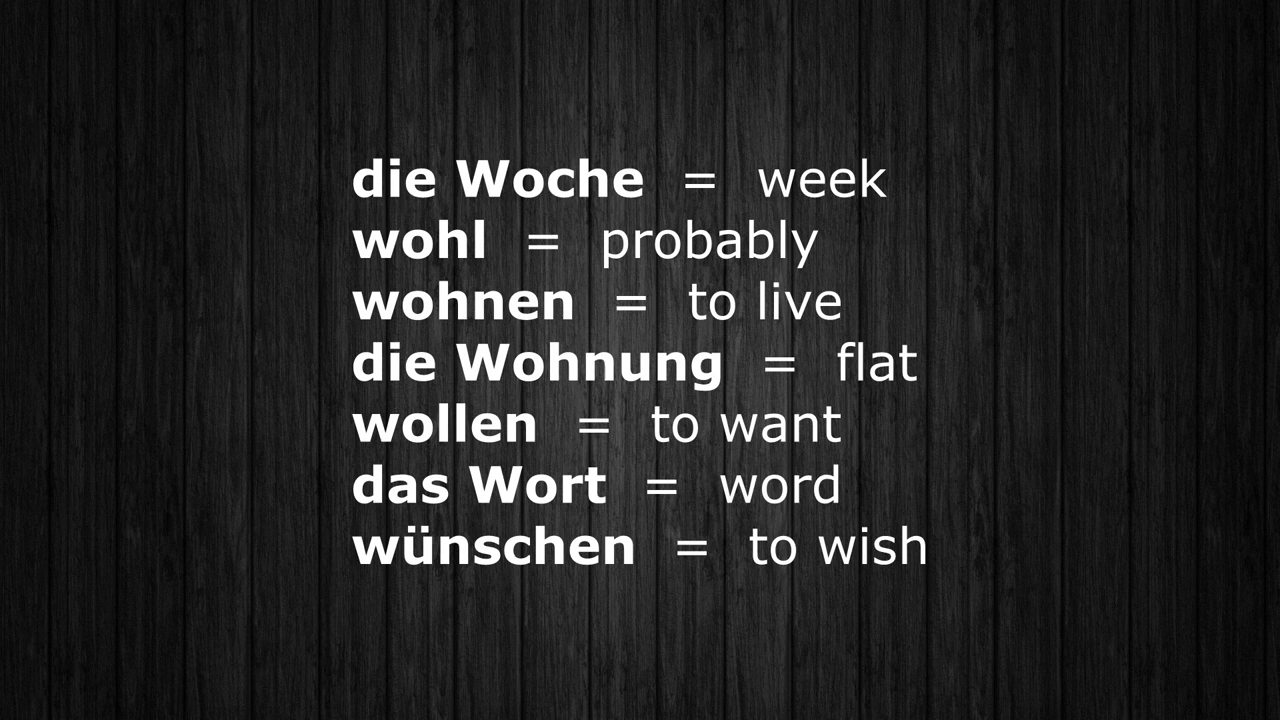 die Woche = week
wohl = probably
wohnen = to live
die Wohnung = flat
wollen = to want
das Wort = word
wünschen = to wish